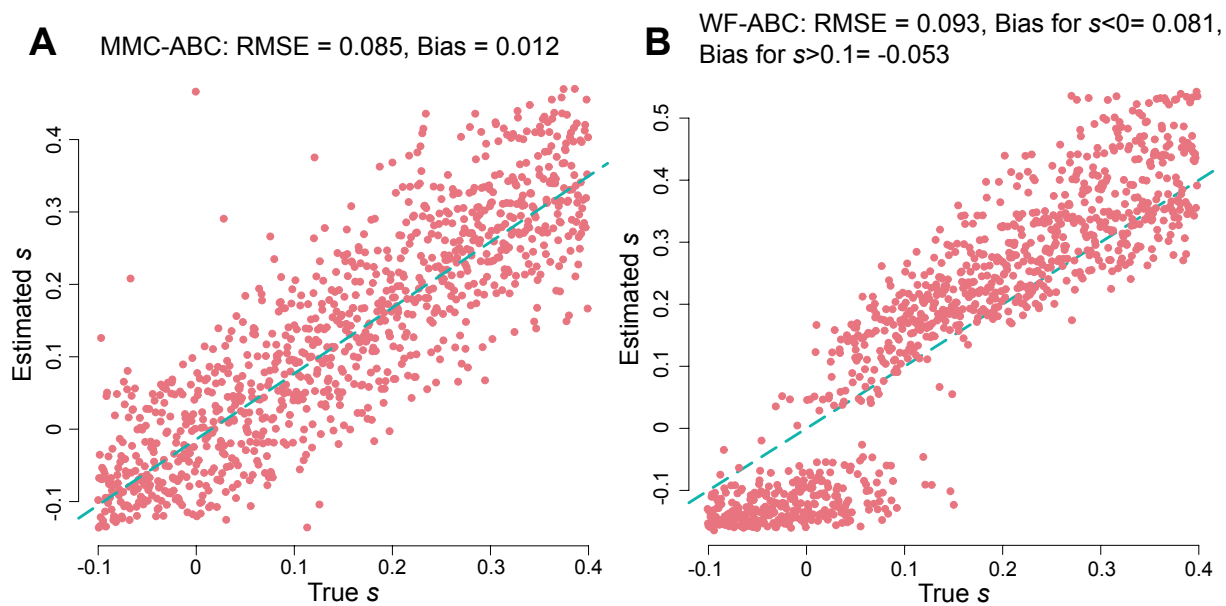 A
MMC-ABC: RMSE = 0.085, Bias = 0.012
Estimated s
0.4
0.3
0.2
0.1
0
-0.1
-0.1 0 0.1 0.2 0.3 0.4
True s
B
WF-ABC: RMSE = 0.093, Bias for s<0= 0.081,
Bias for s>0.1= -0.053
Estimated s
0.5
0.4
0.3
0.2
0.1
0
-0.1
-0.1 0 0.1 0.2 0.3 0.4
True s